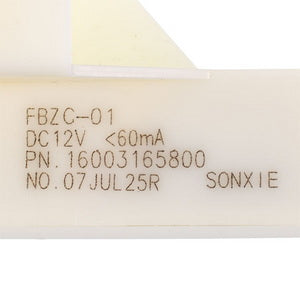 FBZC-01
DC12V <60mA
PN.16003165800
NO.07JUL25R SONXIE